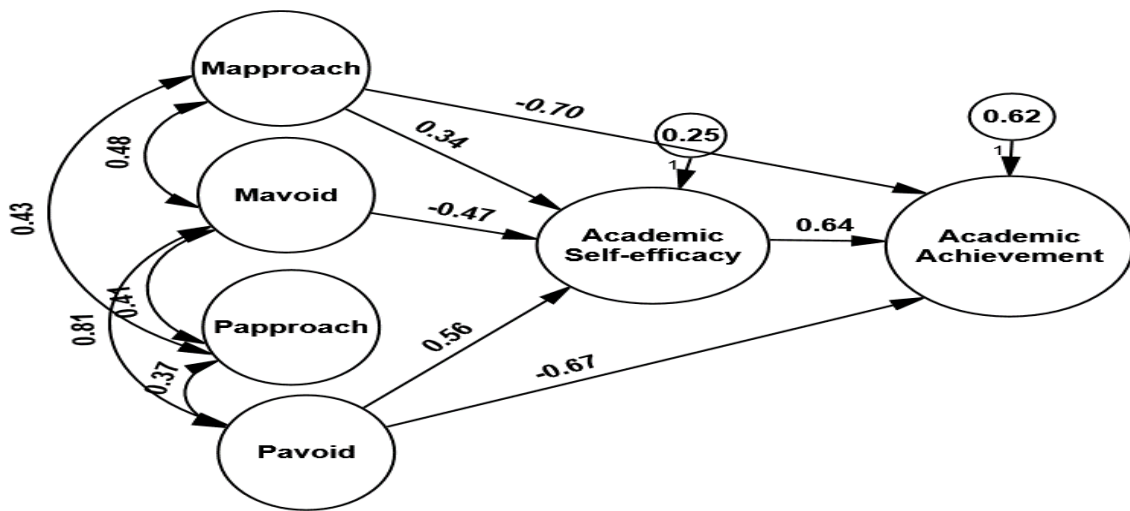 Mapproach
-0.70
0.25
0.62
1
1
0.34
0.48
Mavoid
-0.47
0.43
Academic
Self-efficacy
0.64
Academic
Achievement
0.41
0.81
Papproach
0.56
0.37
-0.67
Pavoid